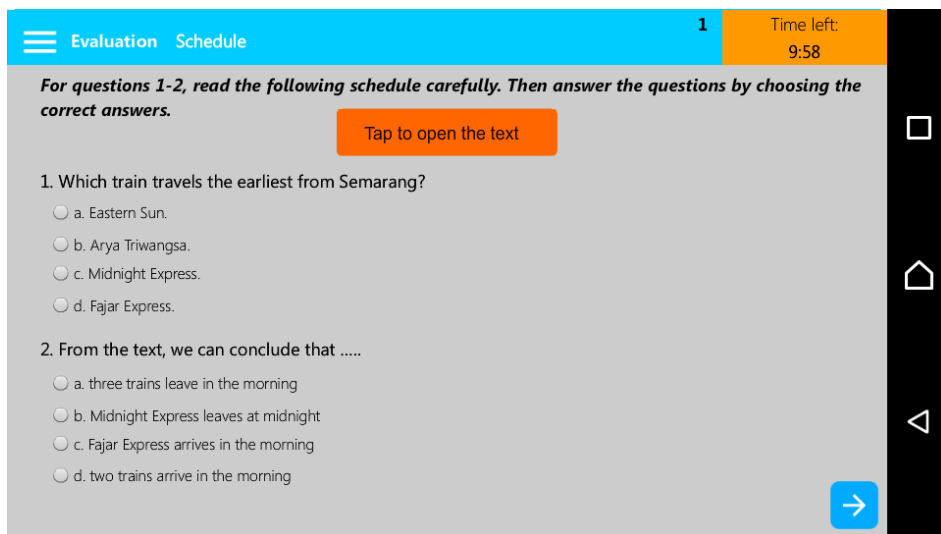 Evaluation Schedule
1
Time left:
9:58
For questions 1-2, read the following schedule carefully. Then answer the questions by choosing the
correct answers.
Tap to open the text
1. Which train travels the earliest from Semarang?
a. Eastern Sun.
b. Arya Triwangsa.
c. Midnight Express.
d. Fajar Express.
2. From the text, we can conclude that .....
a. three trains leave in the morning
b. Midnight Express leaves at midnight
c. Fajar Express arrives in the morning
d. two trains arrive in the morning